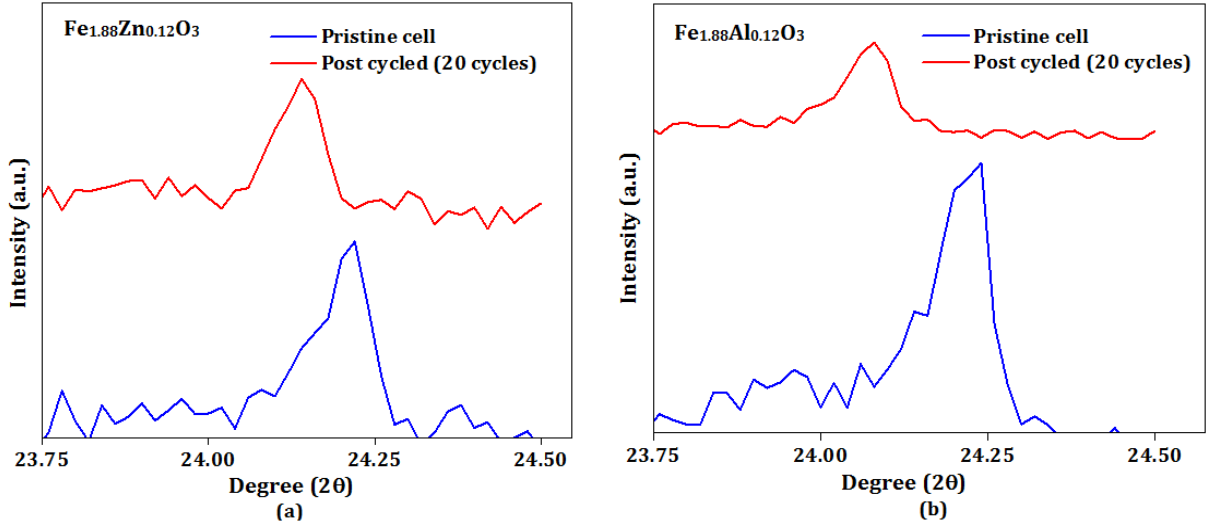 Fe1.88Zn0.12O3
Pristine cell
Post cycled (20 cycles)
Intensity (a.u.)
23.75 24.00 24.25 24.50
Degree (2θ)
(a)
Fe1.88Al0.12O3
Pristine cell
Post cycled (20 cycles)
Intensity (a.u.)
23.75 24.00 24.25 24.50
Degree (2θ)
(b)